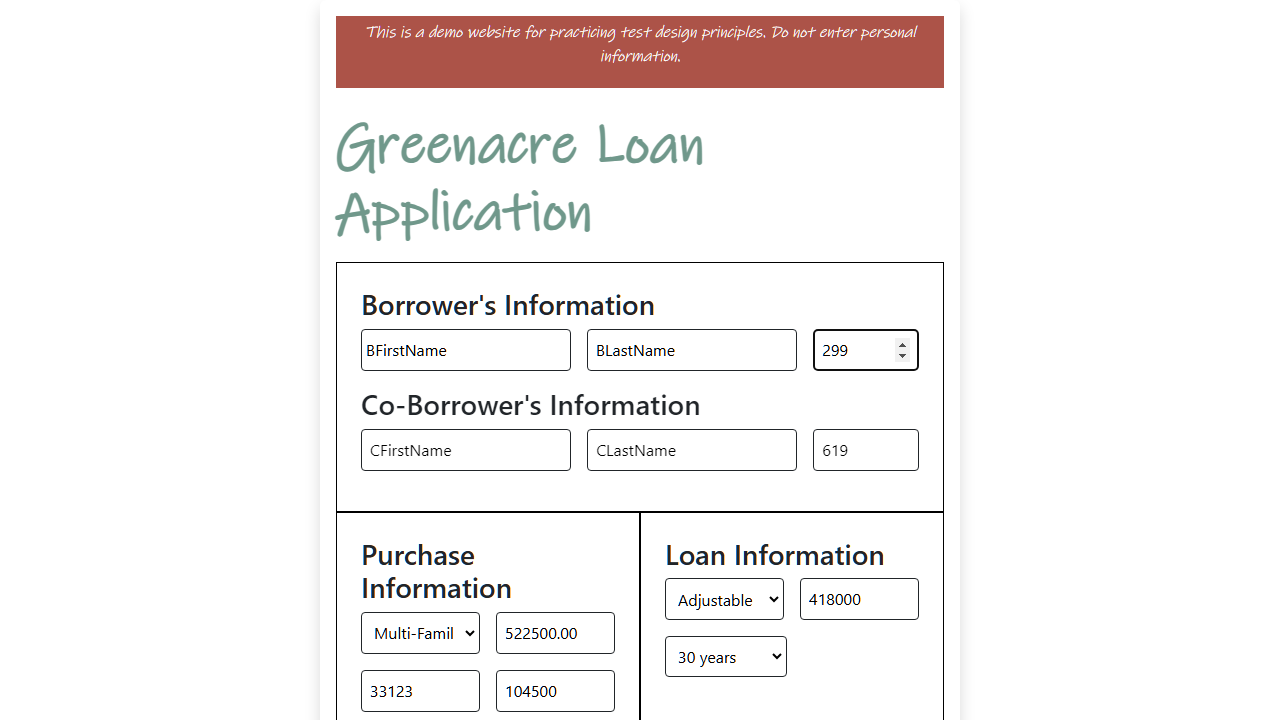 This is a demo website for practicing test design principles. Do not enter personal
information.
Greenacre Loan
Application
Borrower's Information
BFirstName BLastName 299
Co-Borrower's Information
CFirstName CLastName 619
Purchase
Information
Multi-Famil 522500.00
33123 104500
Loan Information
Adjustable 418000
30 years